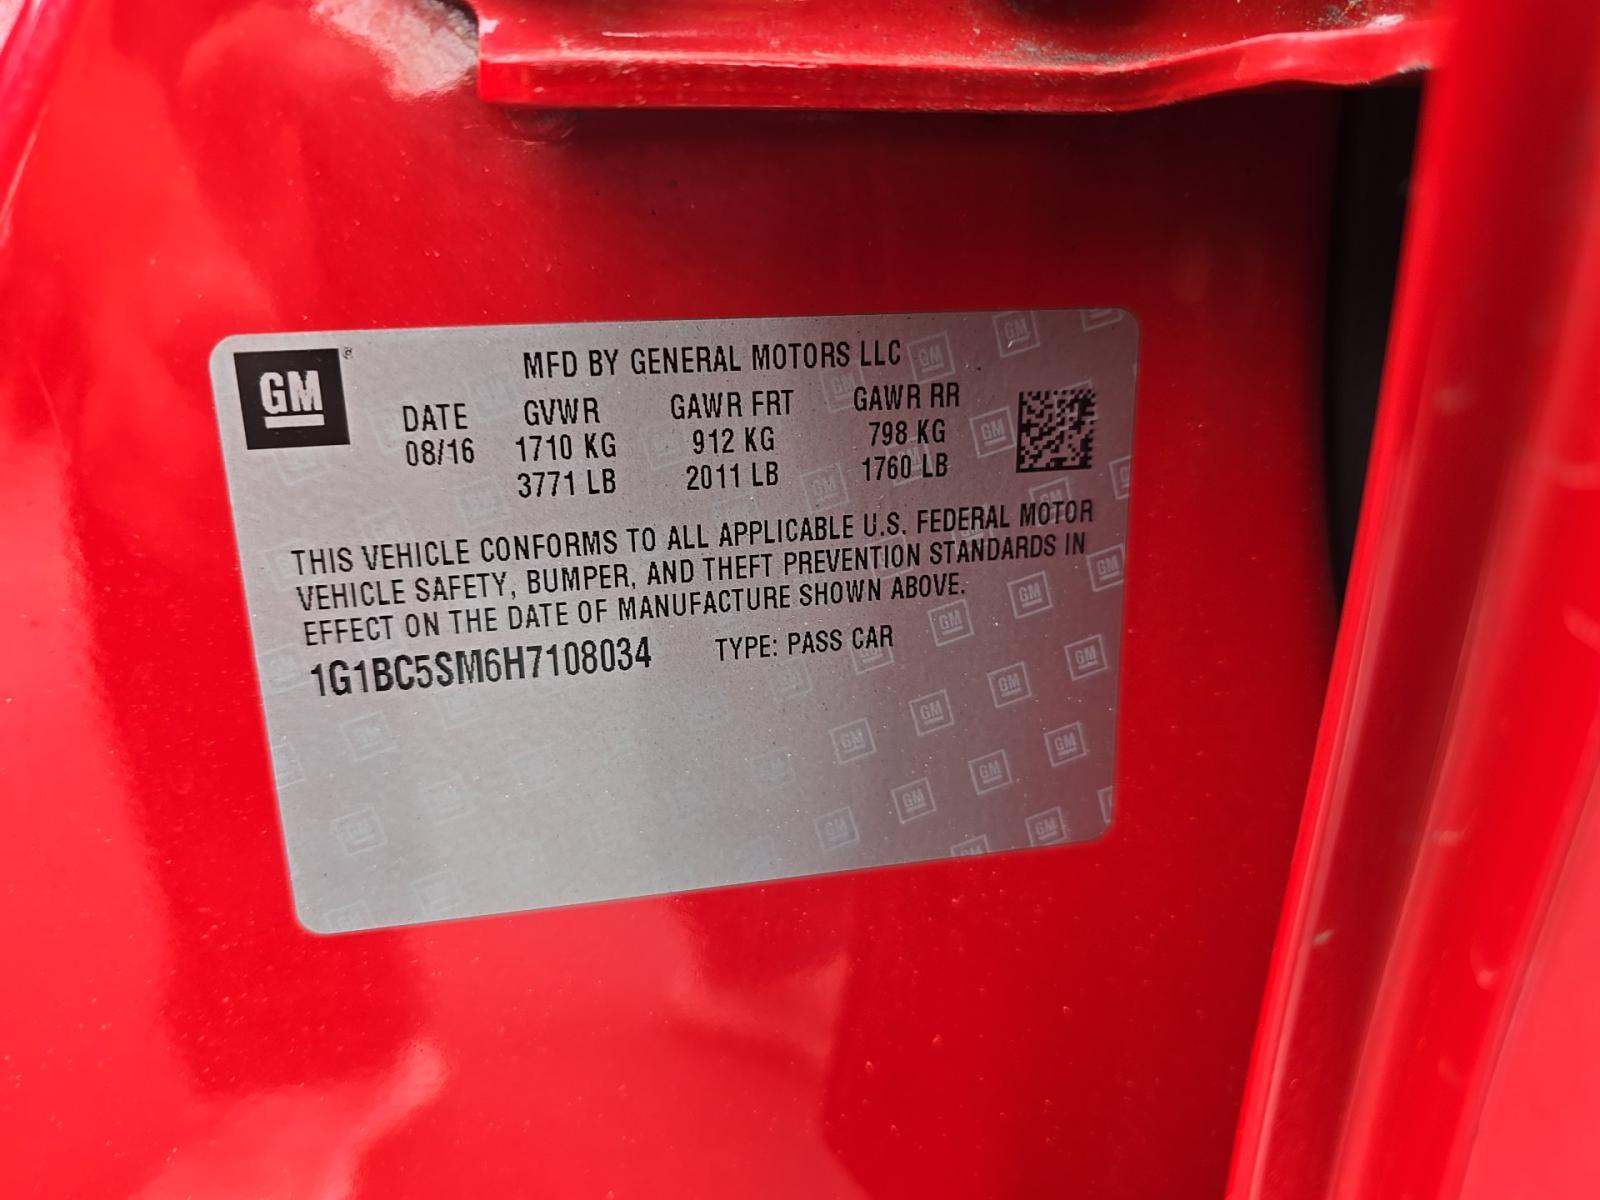 GM
MFD BY GENERAL MOTORS LLC
DATE GVWR GAWR FRT GAWR RR
08/16 1710 KG 912 KG 798 KG
3771 LB 2011 LB 1760 LB
THIS VEHICLE CONFORMS TO ALL APPLICABLE U.S. FEDERAL MOTOR
VEHICLE SAFETY, BUMPER, AND THEFT PREVENTION STANDARDS IN
EFFECT ON THE DATE OF MANUFACTURE SHOWN ABOVE.
1G1BC5SM6H7108034 TYPE: PASS CAR